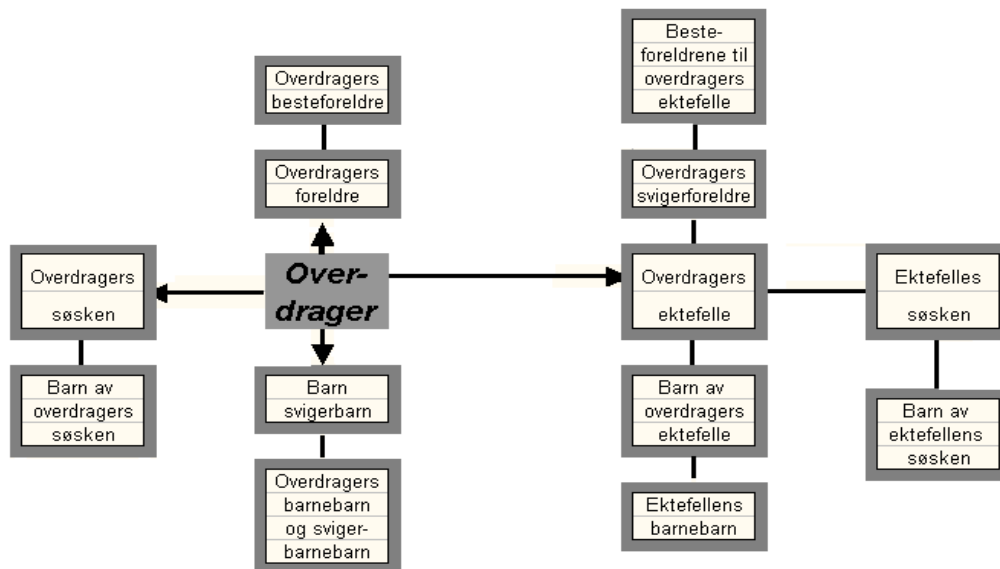 Beste-
foreldrene til
overdragers
ektefelle
Overdragers
besteforeldre
Overdragers
foreldre
Overdragers
svigerforeldre
Overdragers
søsken
Over-
drager
Overdragers
ektefelle
Ektefelles
søsken
Barn av
overdragers
søsken
Barn
svigerbarn
Barn av
overdragers
ektefelle
Barn av
ektefellens
søsken
Overdragers
barnebarn
og sviger-
barnebarn
Ektefellens
barnebarn